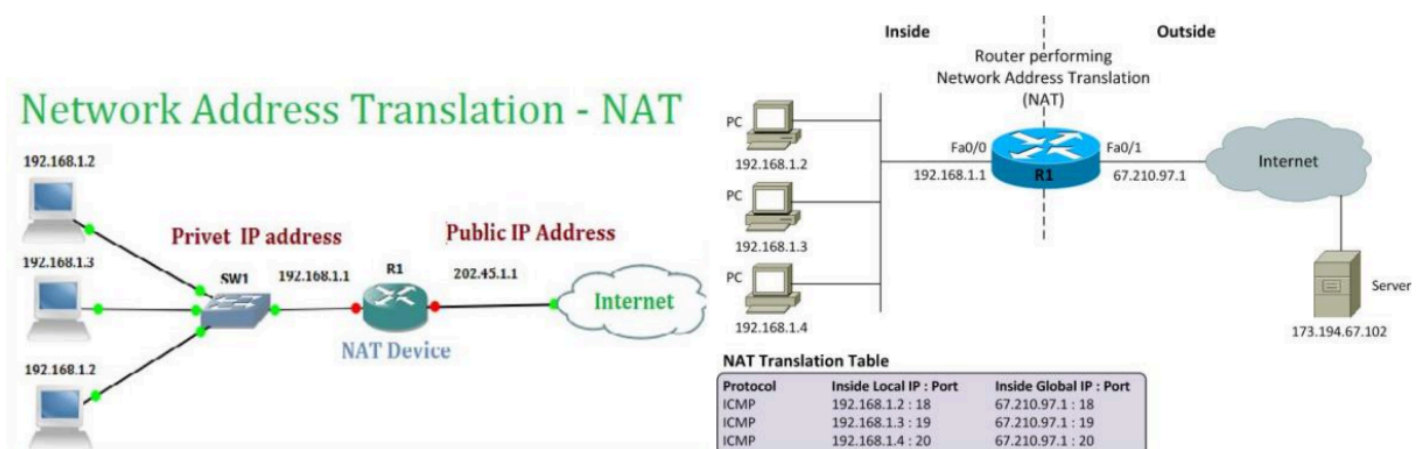 Network Address Translation - NAT
192.168.1.2
Privet IP address
Public IP Address
192.168.1.3
SW1
192.168.1.1
R1
202.45.1.1
Internet
NAT Device
192.168.1.2
Inside
Outside
Router performing
Network Address Translation
(NAT)
PC
192.168.1.2
Fa0/0
Fa0/1
192.168.1.1
R1
67.210.97.1
Internet
PC
192.168.1.3
PC
192.168.1.4
Server
173.194.67.102
NAT Translation Table
Protocol Inside Local IP : Port Inside Global IP : Port
ICMP 192.168.1.2 : 18 67.210.97.1 : 18
ICMP 192.168.1.3 : 19 67.210.97.1 : 19
ICMP 192.168.1.4 : 20 67.210.97.1 : 20